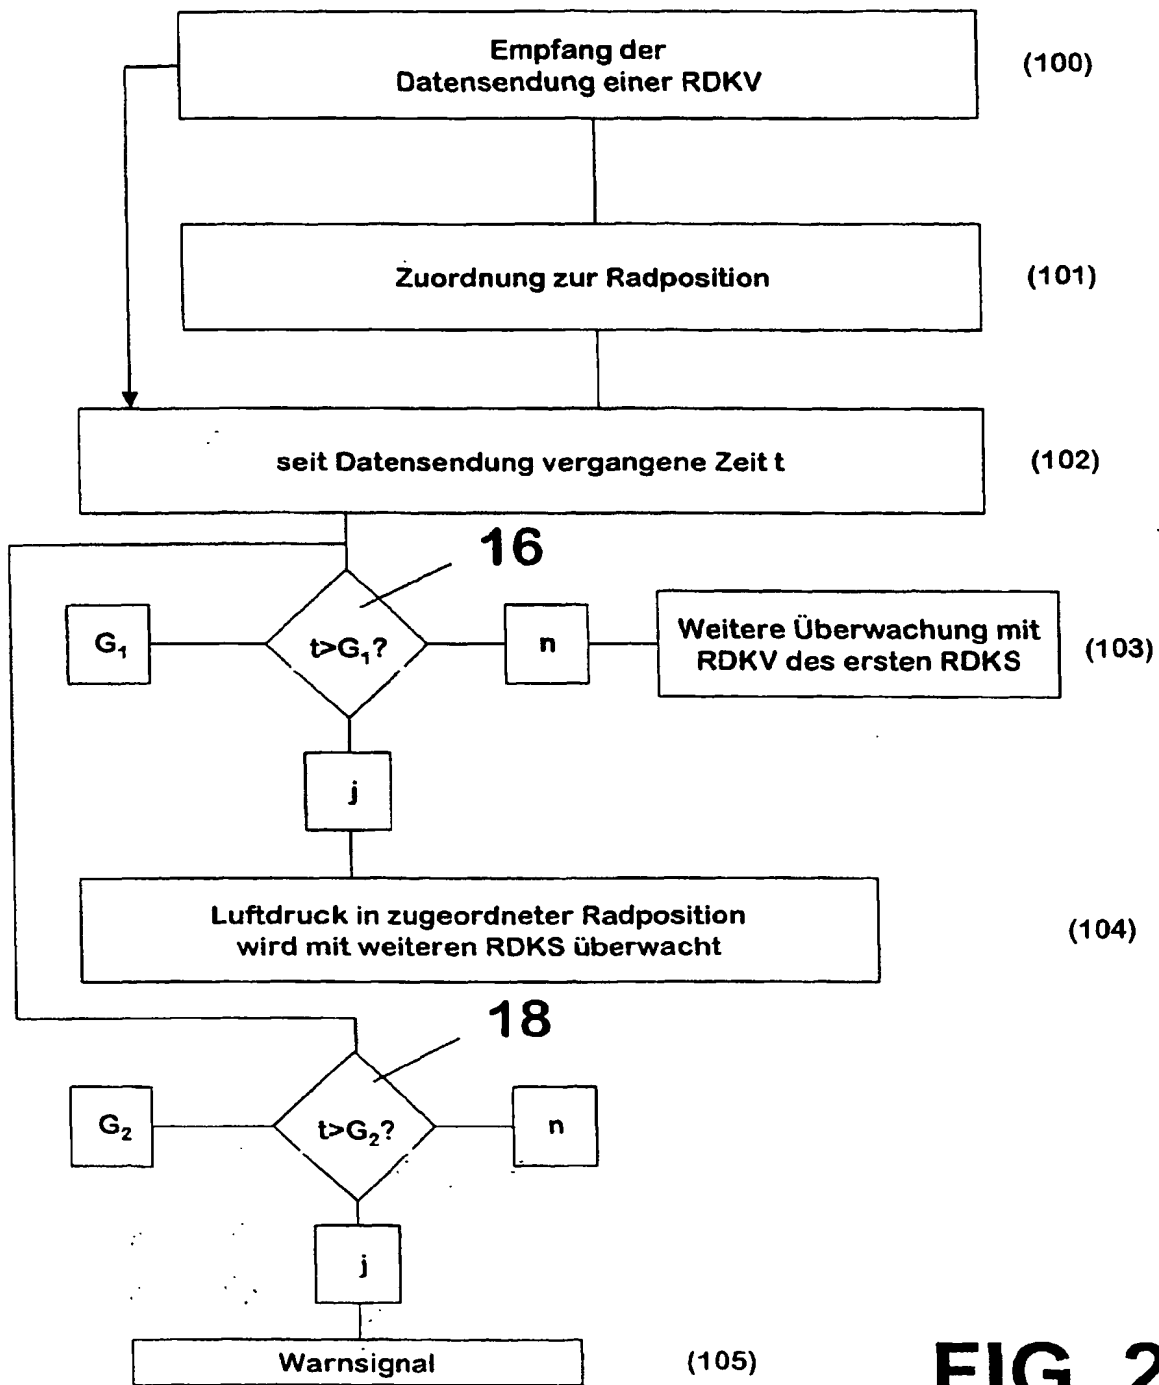 Empfang der
Datensendung einer RDKV
(100)
Zuordnung zur Radposition
(101)
seit Datensendung vergangene Zeit t
(102)
16
G₁
t>G₁?
n
Weitere Überwachung mit
RDKV des ersten RDKS
(103)
j
Luftdruck in zugeordneter Radposition
wird mit weiteren RDKS überwacht
(104)
18
G₂
t>G₂?
n
j
Warnsignal
(105)
FIG. 2